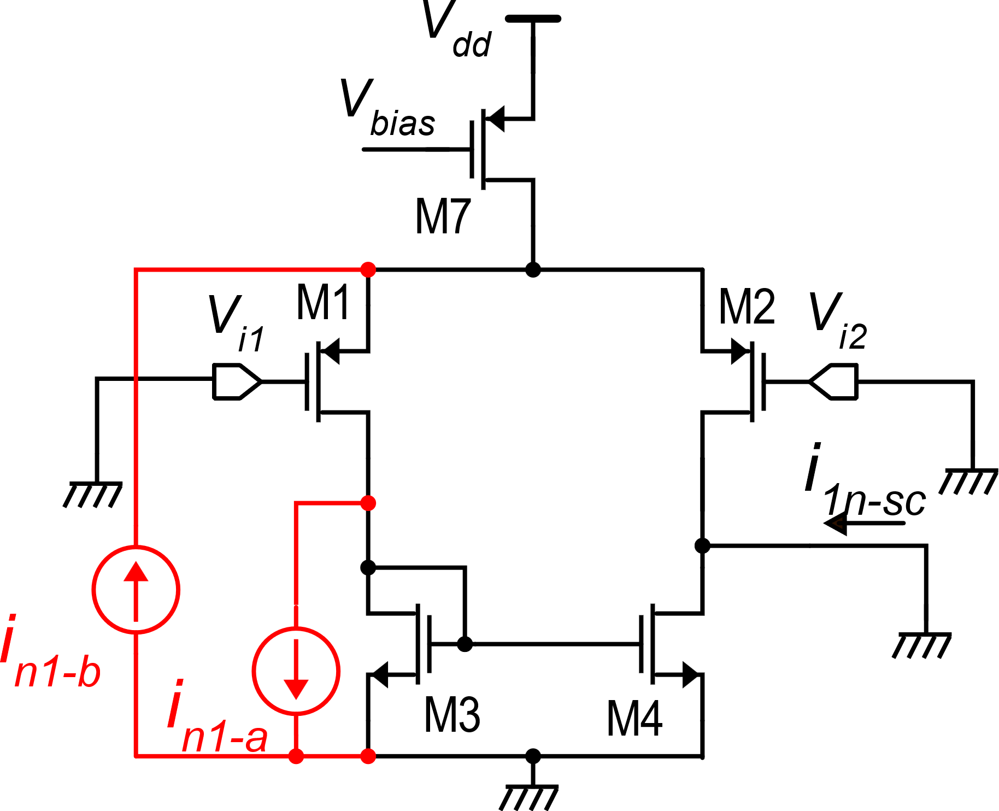 Vdd
Vbias
M7
M1
M2
Vi1
Vi2
i1n-sc
in1-b
in1-a
M3
M4